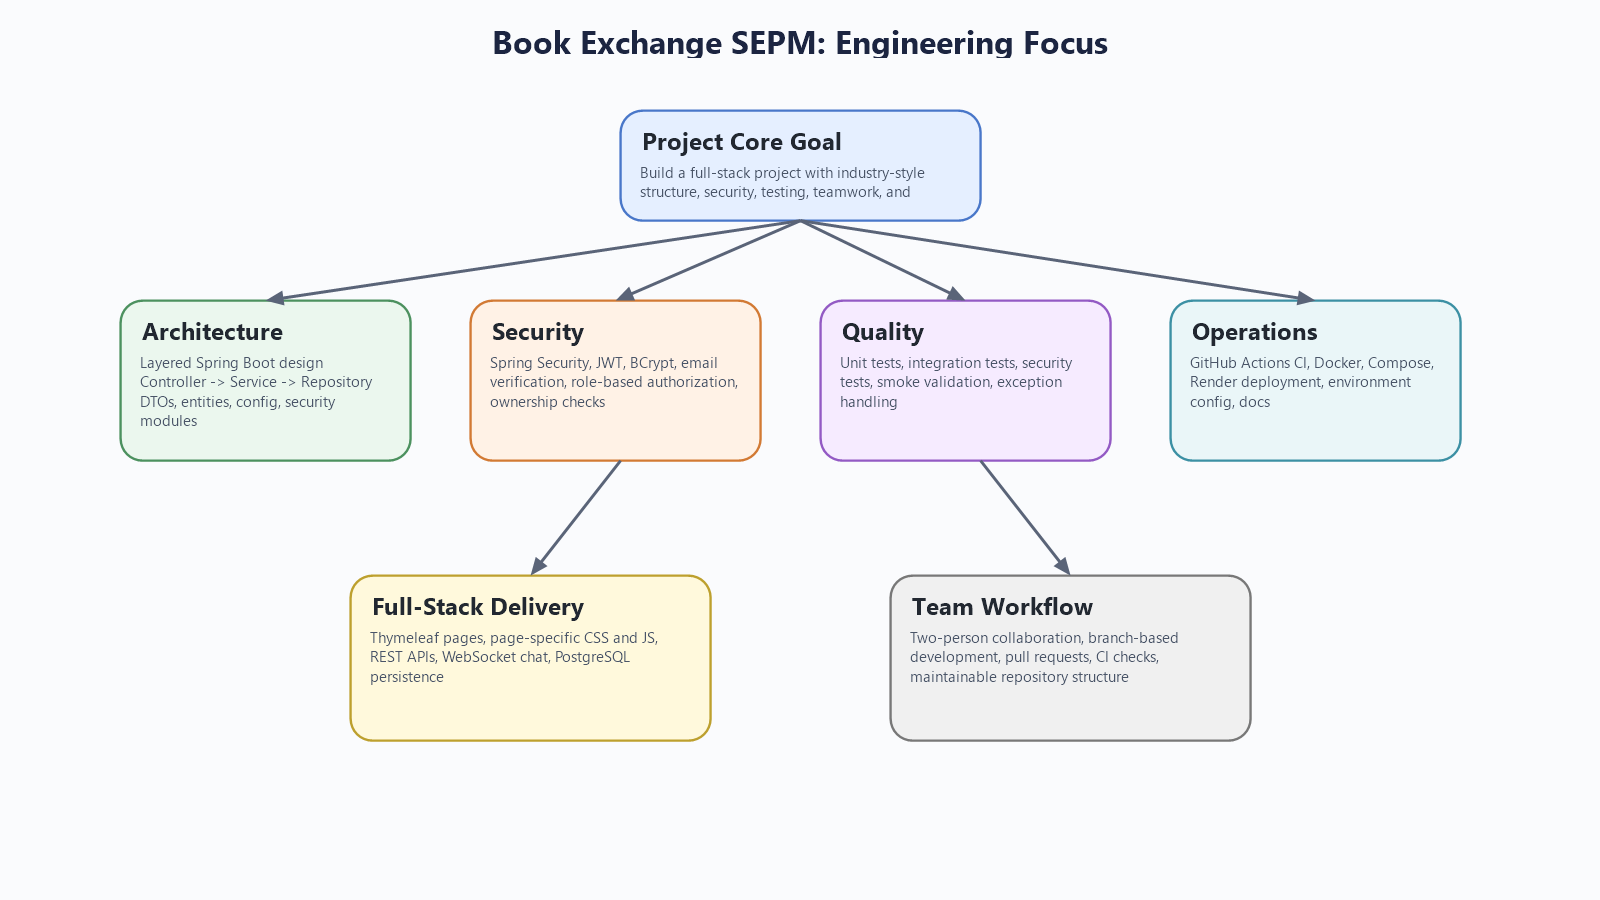 Book Exchange SEPM: Engineering Focus
Project Core Goal
Build a full-stack project with industry-style
structure, security, testing, teamwork, and
Architecture
Layered Spring Boot design
Controller -> Service -> Repository
DTOs, entities, config, security
modules
Security
Spring Security, JWT, BCrypt, email
verification, role-based authorization,
ownership checks
Quality
Unit tests, integration tests, security
tests, smoke validation, exception
handling
Operations
GitHub Actions CI, Docker, Compose,
Render deployment, environment
config, docs
Full-Stack Delivery
Thymeleaf pages, page-specific CSS and JS,
REST APIs, WebSocket chat, PostgreSQL
persistence
Team Workflow
Two-person collaboration, branch-based
development, pull requests, CI checks,
maintainable repository structure